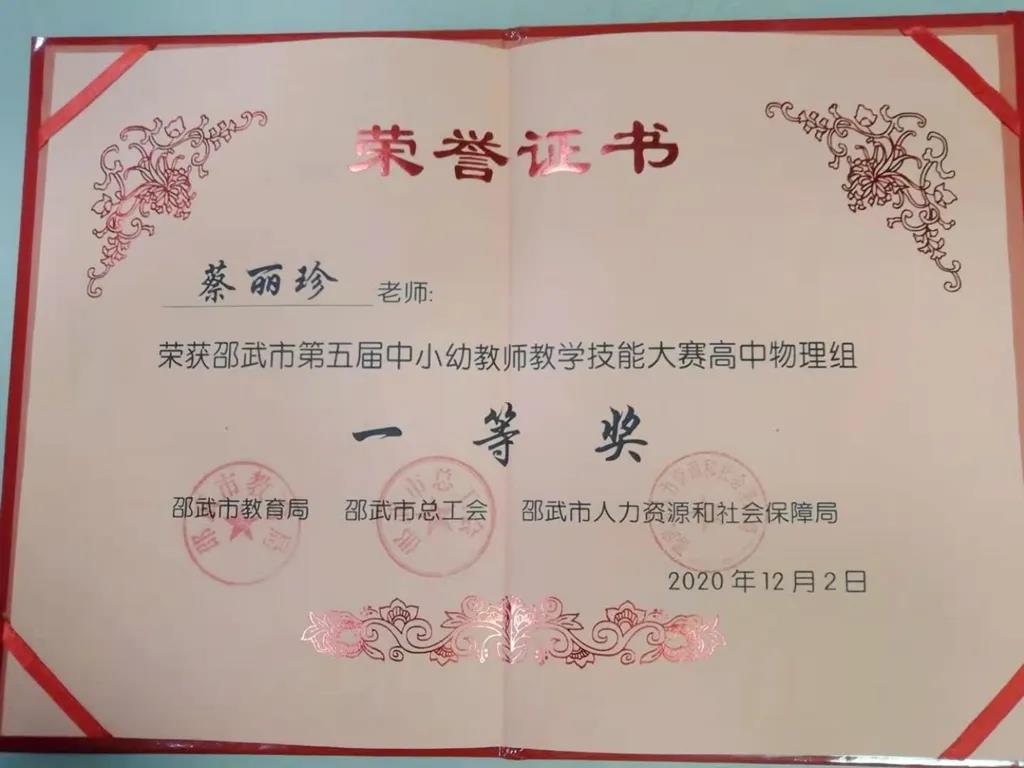 荣誉证书
蔡丽珍 老师:
荣获邵武市第五届中小幼教师教学技能大赛高中物理组
一等奖
邵武市教育局 邵武市总工会 邵武市人力资源和社会保障局
2020年12月2日